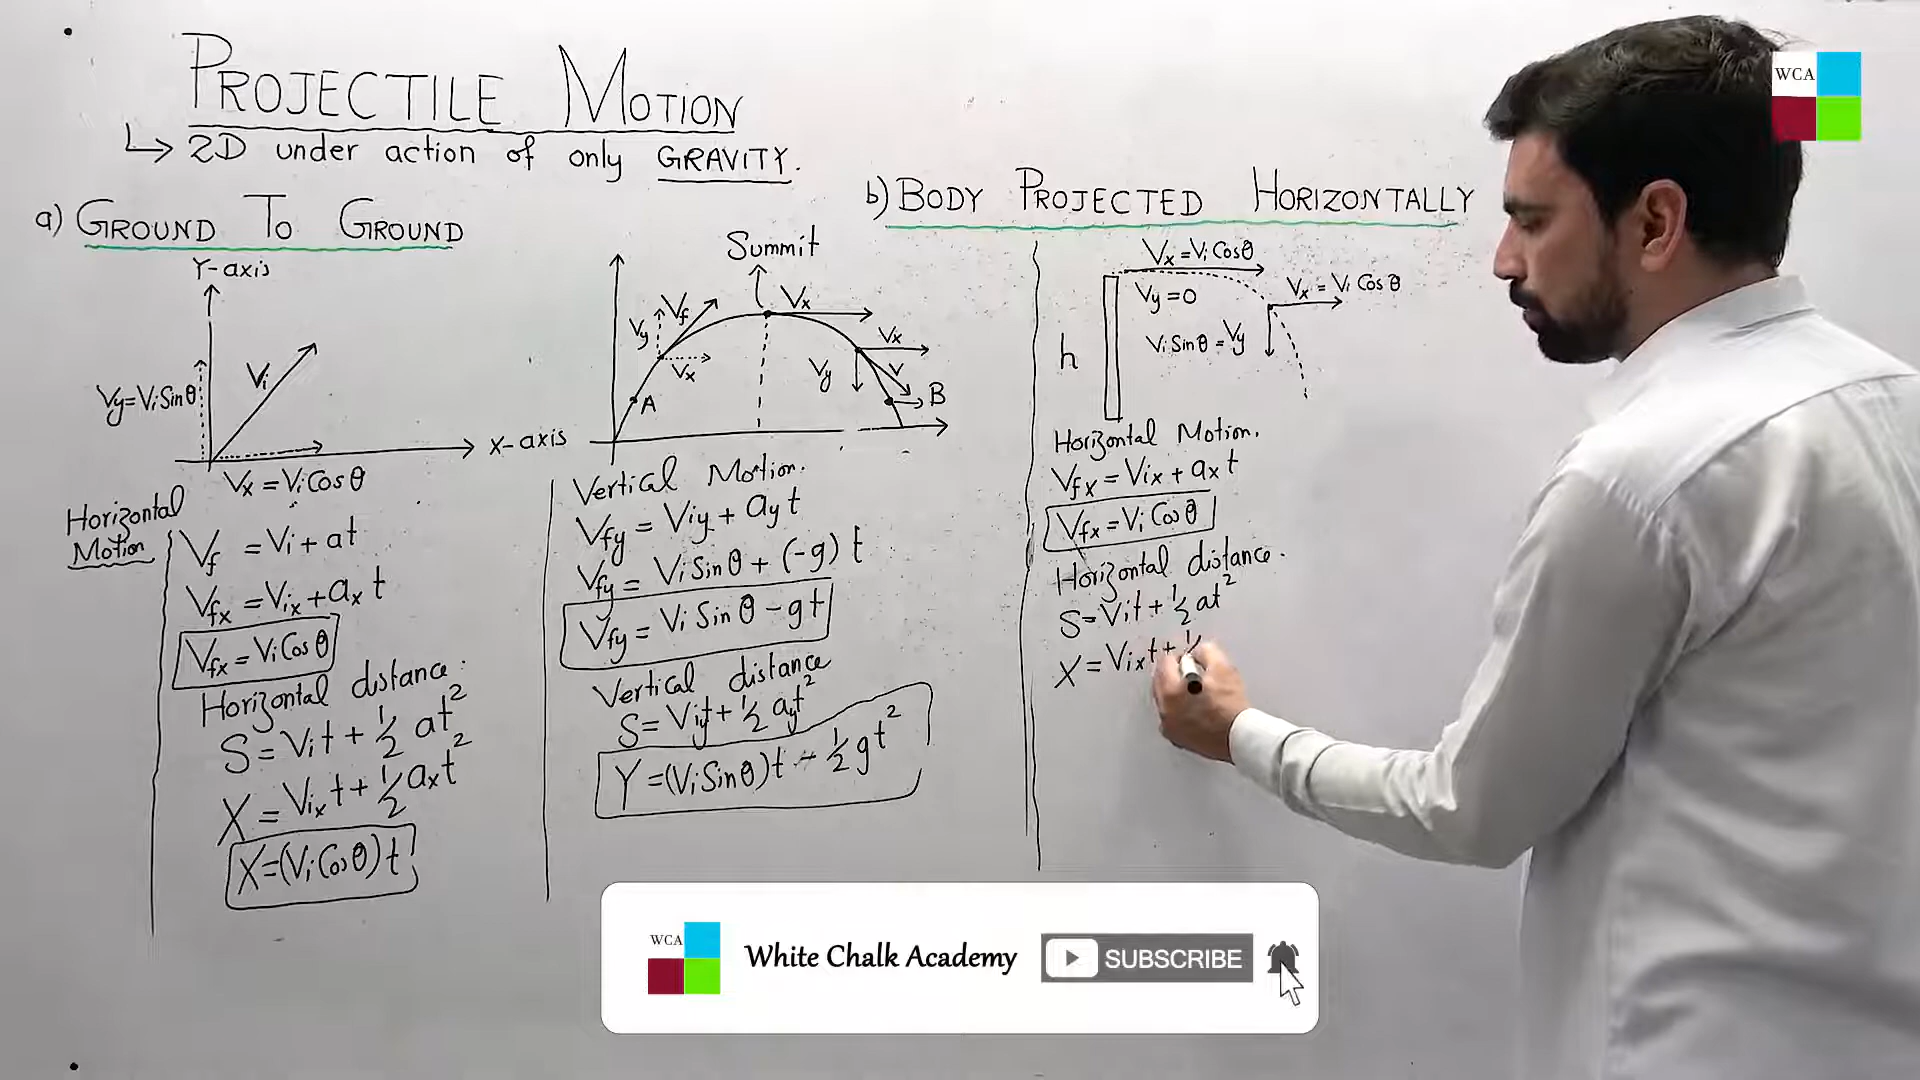 PROJECTILE MOTION
↳ 2D under action of only GRAVITY.
a) GROUND TO GROUND
Y-axis
Vy=ViSinθ
Vi
X-axis
Vx = ViCosθ
Summit
Vy
Vf
Vx
Vx
Vx
Vy
V
A
B
Horizontal
Motion
Vf = Vi + at
Vfx = Vix + ax t
Vfx = ViCosθ
Horizontal distance:
S = Vit + 1/2 at²
X = Vix t + 1/2 axt²
X=(ViCosθ) t
Vertical Motion.
Vfy = Viy + ay t
Vfy = ViSinθ + (-g) t
Vfy = Vi Sinθ - gt
Vertical distance
S = Viyt + 1/2 ayt²
Y = (ViSinθ)t - 1/2 gt²
b) BODY PROJECTED HORIZONTALLY
Vx = Vi Cosθ
Vx = Vi Cosθ
Vy = 0
Vi Sinθ = Vy
h
Horizontal Motion.
Vfx = Vix + ax t
Vfx = Vi Cosθ
Horizontal distance.
S = Vit + 1/2 at²
X = Vixt + 1/
WCA
WCA
White Chalk Academy
SUBSCRIBE